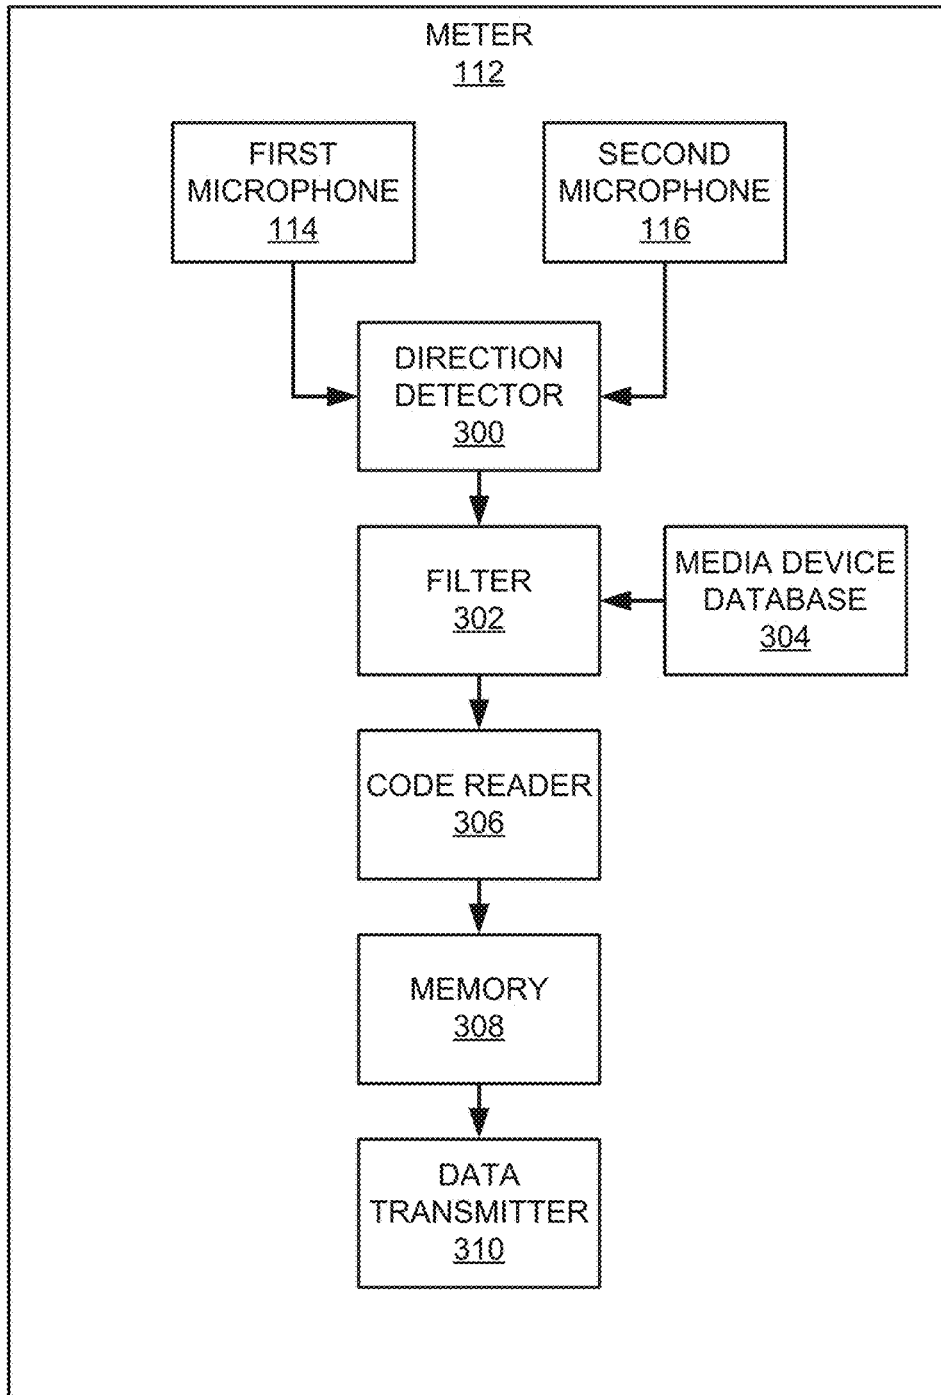 METER
112
FIRST
MICROPHONE
114
SECOND
MICROPHONE
116
DIRECTION
DETECTOR
300
FILTER
302
MEDIA DEVICE
DATABASE
304
CODE READER
306
MEMORY
308
DATA
TRANSMITTER
310